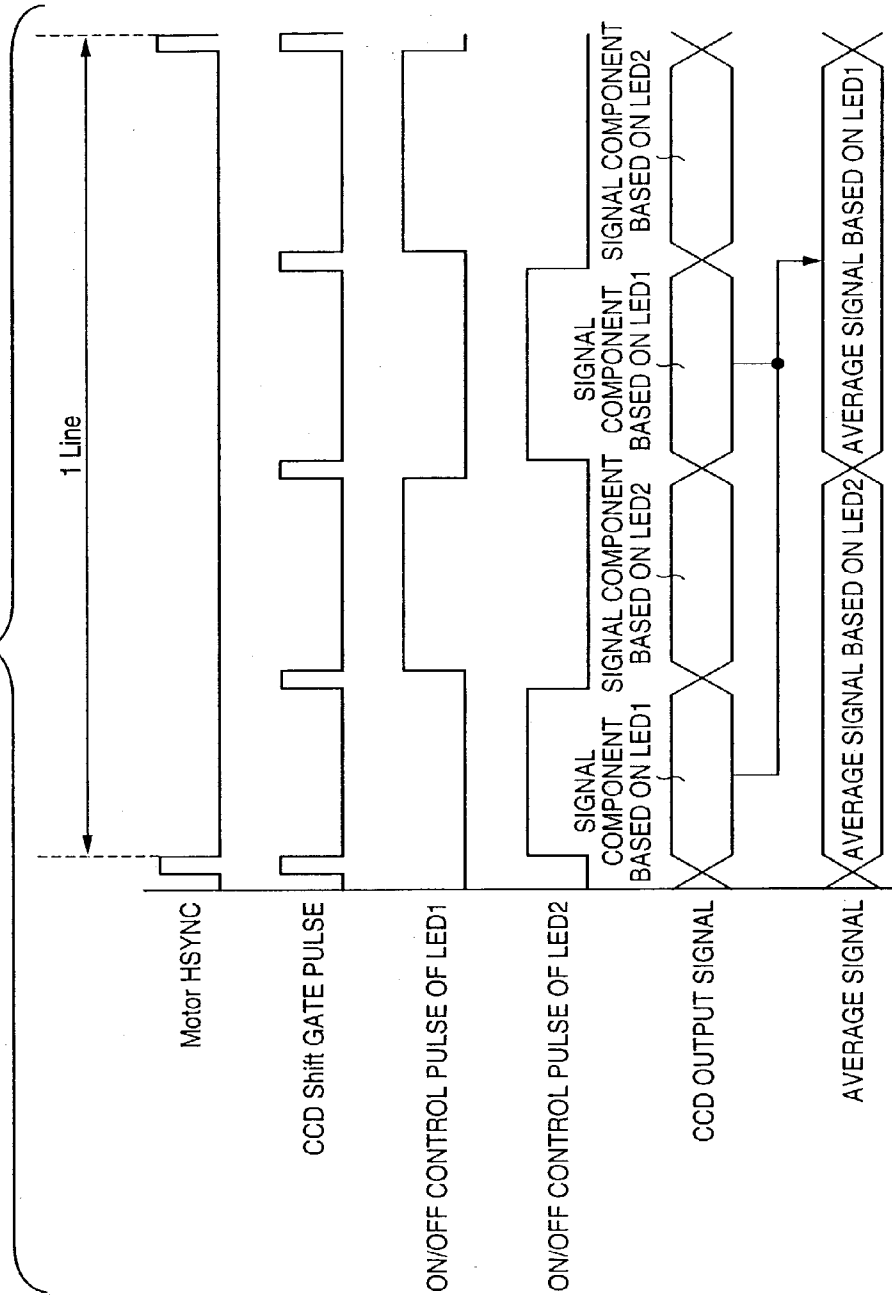 1 Line
Motor HSYNC
CCD Shift GATE PULSE
ON/OFF CONTROL PULSE OF LED1
ON/OFF CONTROL PULSE OF LED2
SIGNAL
COMPONENT
BASED ON LED1
SIGNAL COMPONENT
BASED ON LED2
SIGNAL
COMPONENT
BASED ON LED1
SIGNAL COMPONENT
BASED ON LED2
CCD OUTPUT SIGNAL
AVERAGE SIGNAL
AVERAGE SIGNAL BASED ON LED2
AVERAGE SIGNAL BASED ON LED1